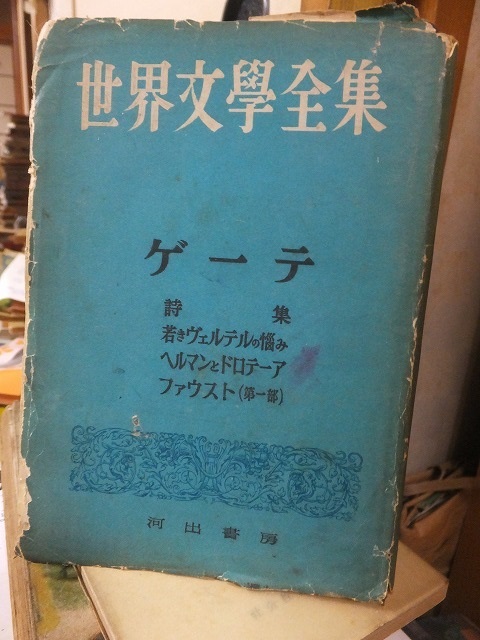 世界文學全集
ゲーテ
詩集
若きヴェルテルの惱み
ヘルマンとドロテーア
ファウスト(第一部)
河出書房